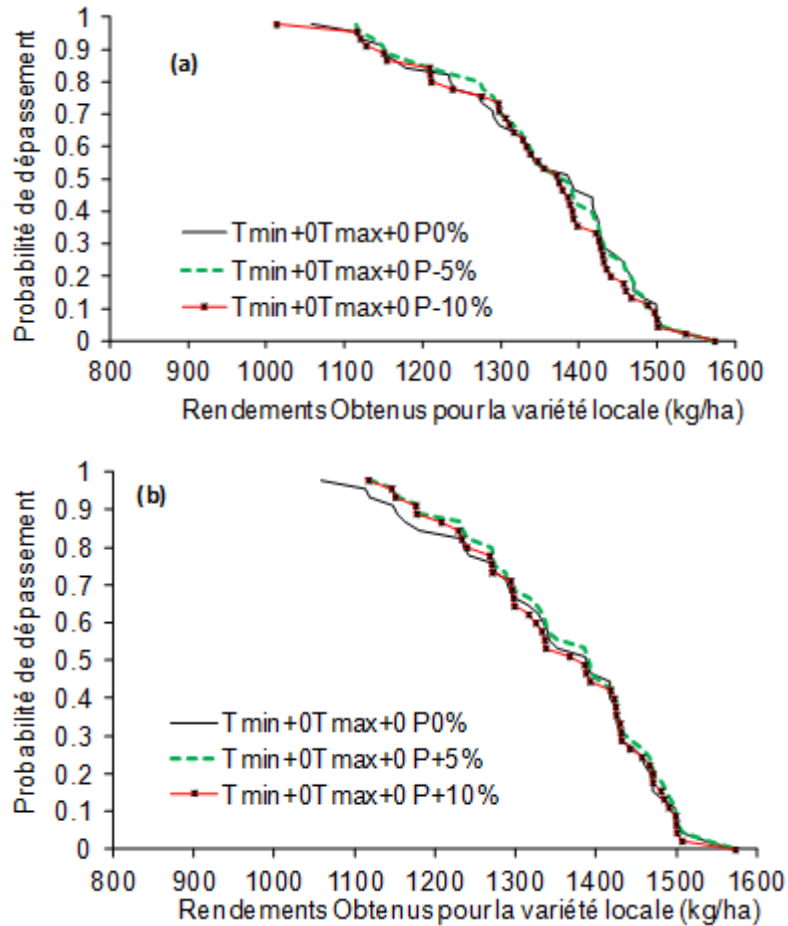 Probabilité de dépassement
1
0.9
0.8
0.7
0.6
0.5
0.4
0.3
0.2
0.1
0
(a)
Tmin+0Tmax+0 P0%
Tmin+0Tmax+0 P-5%
Tmin+0Tmax+0 P-10%
800 900 1000 1100 1200 1300 1400 1500 1600
Rendements Obtenus pour la variété locale (kg/ha)
Probabilité de dépassement
1
0.9
0.8
0.7
0.6
0.5
0.4
0.3
0.2
0.1
0
(b)
Tmin+0Tmax+0 P0%
Tmin+0Tmax+0 P+5%
Tmin+0Tmax+0 P+10%
800 900 1000 1100 1200 1300 1400 1500 1600
Rendements Obtenus pour la variété locale (kg/ha)